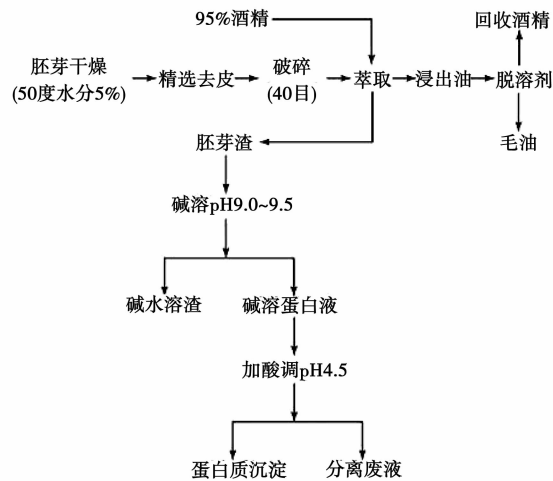 95%酒精
回收酒精
胚芽干燥
(50度水分5%)
精选去皮
破碎
(40目)
萃取
浸出油
脱溶剂
毛油
胚芽渣
碱溶pH9.0~9.5
碱水溶渣
碱溶蛋白液
加酸调pH4.5
蛋白质沉淀
分离废液